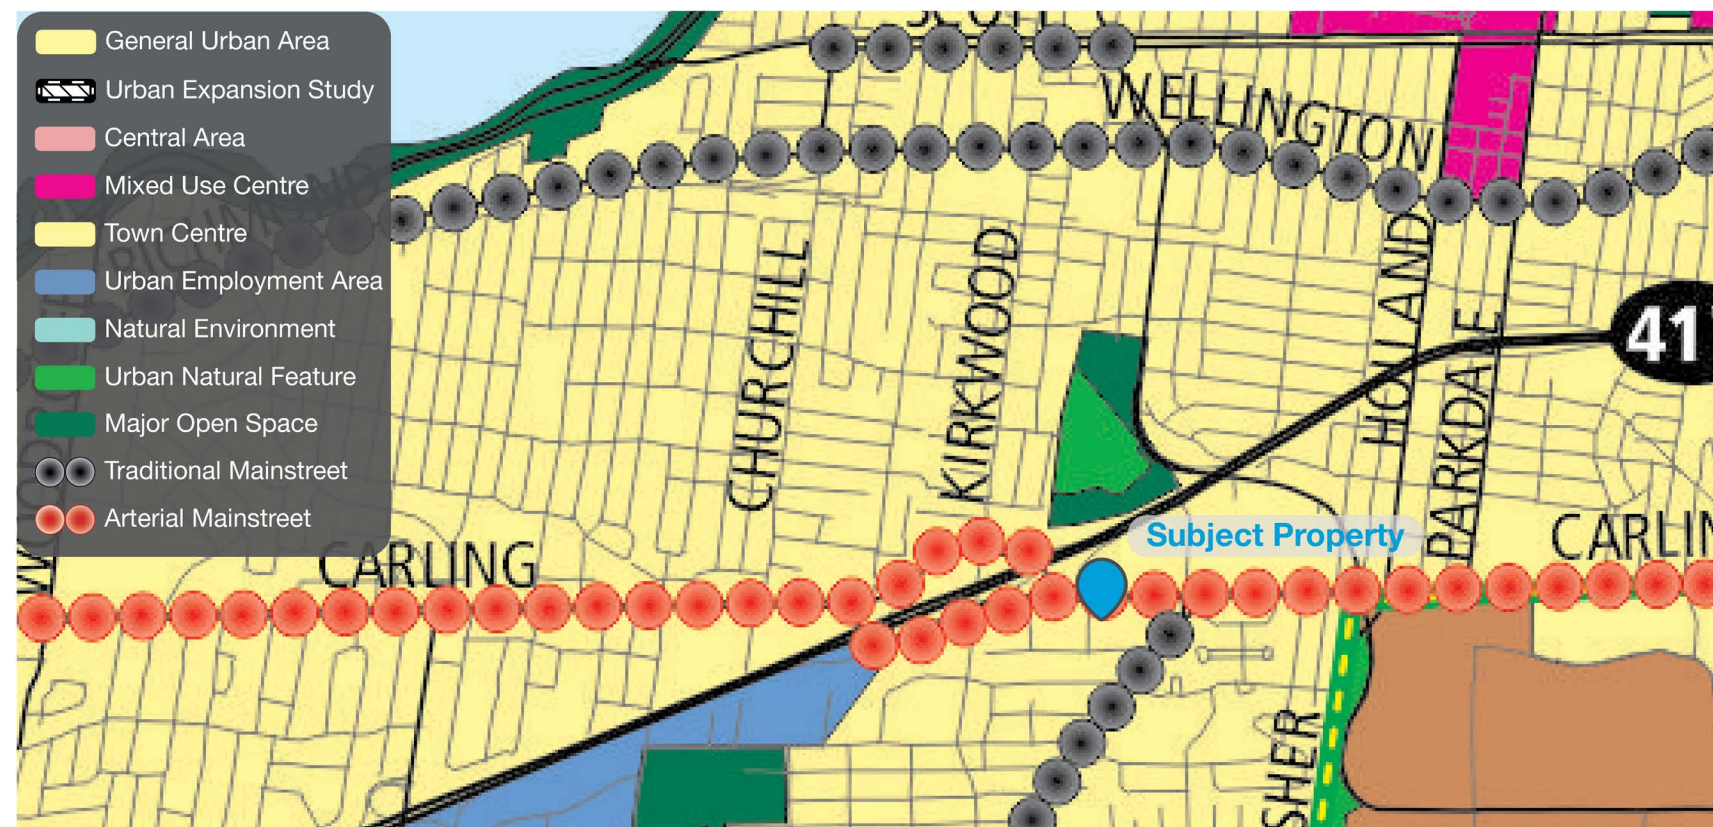 General Urban Area
Urban Expansion Study
Central Area
Mixed Use Centre
Town Centre
Urban Employment Area
Natural Environment
Urban Natural Feature
Major Open Space
Traditional Mainstreet
Arterial Mainstreet
WELLINGTON
CHURCHILL
KIRKWOOD
HOLLAND
PARKDALE
41
Subject Property
CARLING
CARLIN
SHER